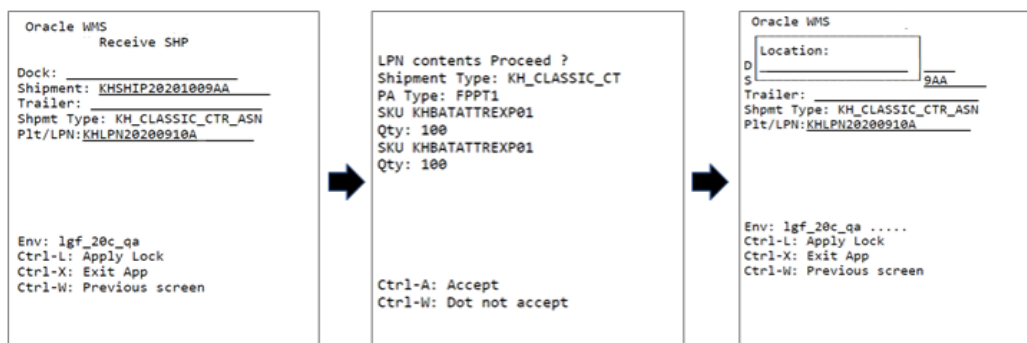 Oracle WMS
Receive SHP
Dock:
Shipment: KHSHIP20201009AA
Trailer:
Shpmt Type: KH_CLASSIC_CTR_ASN
Plt/LPN:KHLPN20200910A
Env: lgf_20c_qa
Ctrl-L: Apply Lock
Ctrl-X: Exit App
Ctrl-W: Previous screen
LPN contents Proceed ?
Shipment Type: KH_CLASSIC_CT
PA Type: FPPT1
SKU KHBATATTREXP01
Qty: 100
SKU KHBATATTREXP01
Qty: 100
Ctrl-A: Accept
Ctrl-W: Dot not accept
Oracle WMS
Location:
D
S 9AA
Trailer:
Shpmt Type: KH_CLASSIC_CTR_ASN
Plt/LPN:KHLPN20200910A
Env: lgf_20c_qa .....
Ctrl-L: Apply Lock
Ctrl-X: Exit App
Ctrl-W: Previous screen